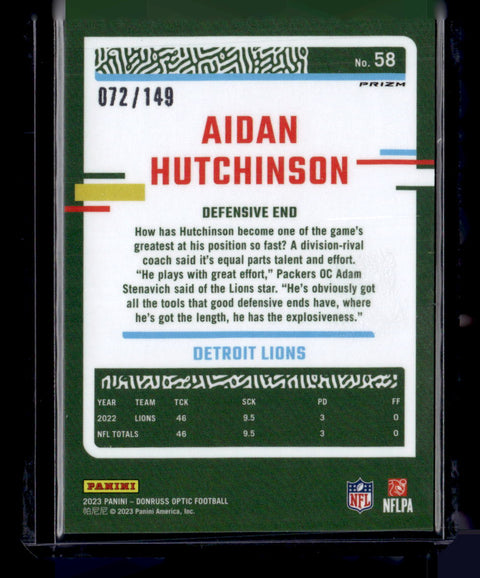 No. 58
PRIZM
072/149
AIDAN
HUTCHINSON
DEFENSIVE END
How has Hutchinson become one of the game's
greatest at his position so fast? A division-rival
coach said it's equal parts talent and effort.
“He plays with great effort,” Packers OC Adam
Stenavich said of the Lions star. “He's obviously got
all the tools that good defensive ends have, where
he's got the length, he has the explosiveness.”
DETROIT LIONS
YEAR TEAM TCK SCK PD FF
2022 LIONS 46 9.5 3 0
NFL TOTALS 46 9.5 3 0
PANINI
2023 PANINI – DONRUSS OPTIC FOOTBALL
帕尼尼 © 2023 Panini America, Inc.
NFL
NFLPA